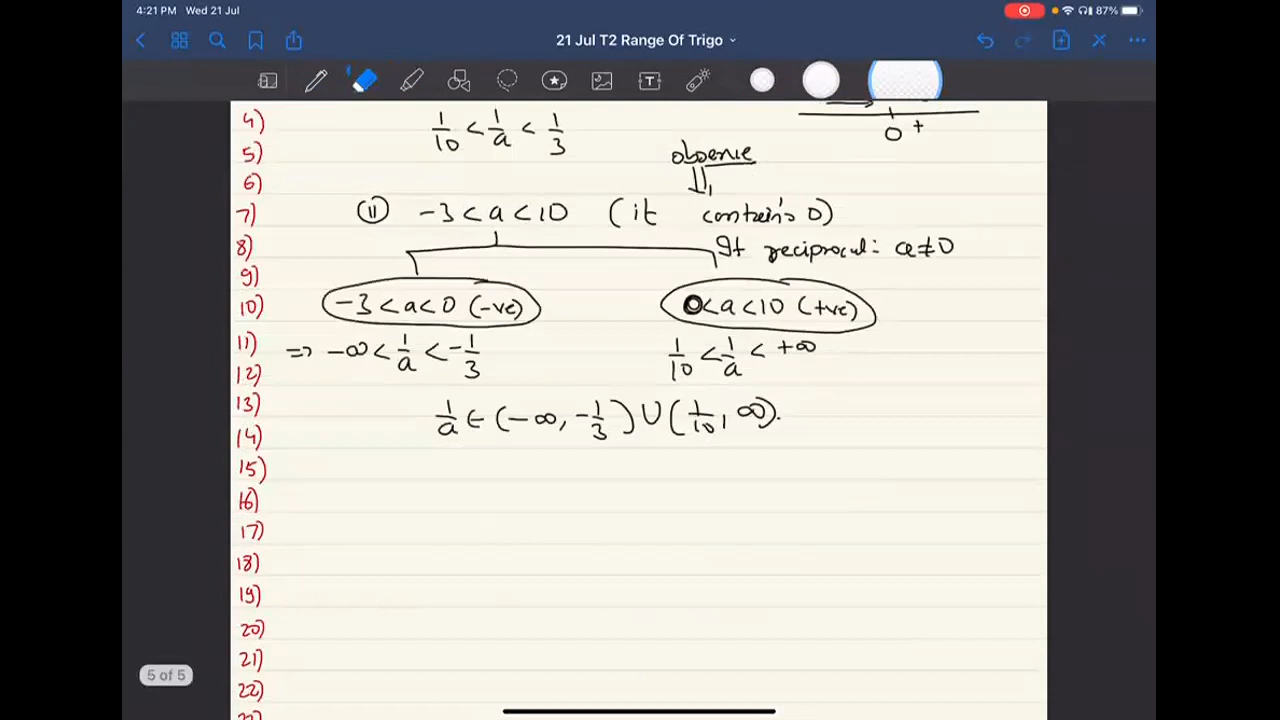 4:21 PM Wed 21 Jul
87%
21 Jul T2 Range Of Trigo
4) 1/10 < 1/a < 1/3
0 +
5) observe
6)
7) (ii) -3 < a < 10 (it contains 0)
8) If reciprocal: a ≠ 0
9)
10) -3 < a < 0 (-ve) 0 < a < 10 (+ve)
11) ⇒ -∞ < 1/a < -1/3 1/10 < 1/a < +∞
12)
13) 1/a ∈ (-∞, -1/3) ∪ (1/10, ∞).
14)
15)
16)
17)
18)
19)
20)
21)
22)
5 of 5